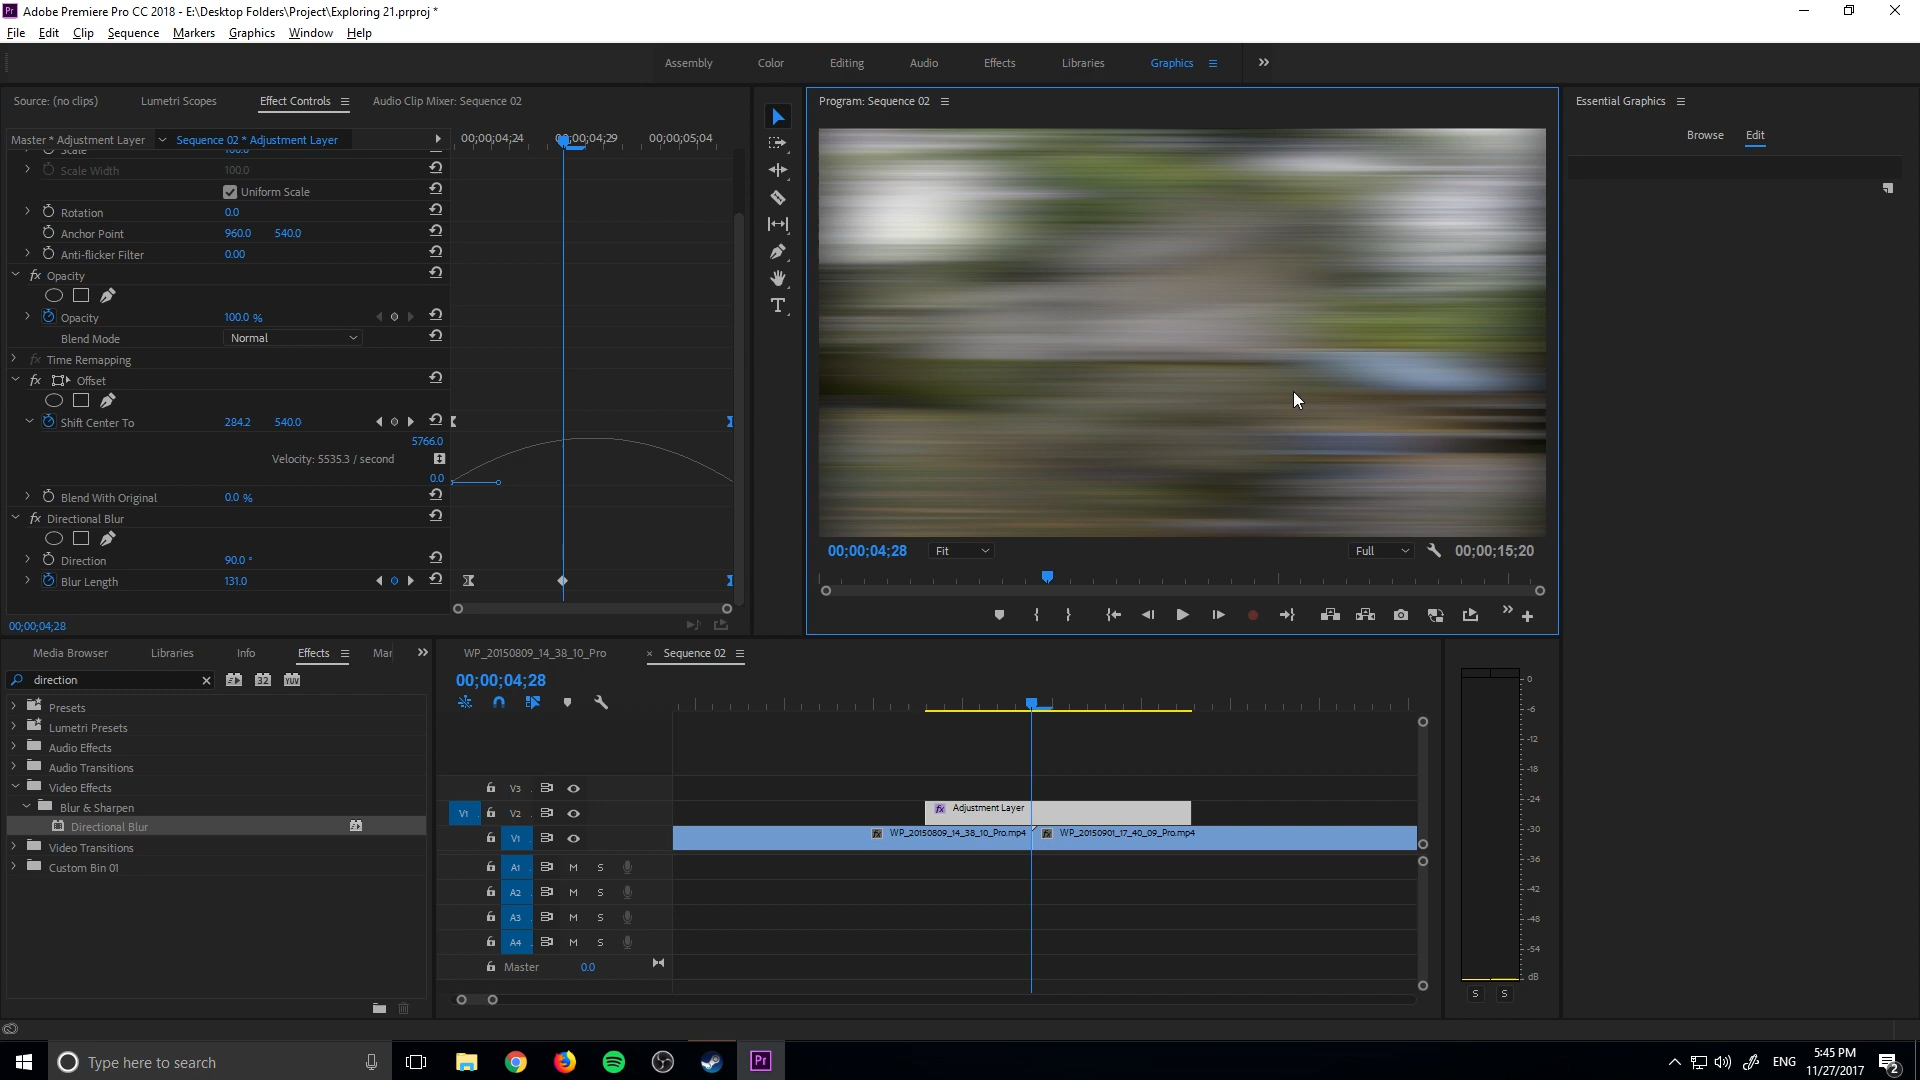 Adobe Premiere Pro CC 2018 - E:\Desktop Folders\Project\Exploring 21.prproj *
File Edit Clip Sequence Markers Graphics Window Help
Assembly Color Editing Audio Effects Libraries Graphics
Source: (no clips) Lumetri Scopes Effect Controls Audio Clip Mixer: Sequence 02
Program: Sequence 02
Essential Graphics
Browse Edit
Master * Adjustment Layer Sequence 02 * Adjustment Layer
00;00;04;24 00;00;04;29 00;00;05;04
Scale 100.0
Scale Width 100.0
Uniform Scale
Rotation 0.0
Anchor Point 960.0 540.0
Anti-flicker Filter 0.00
fx Opacity
Opacity 100.0 %
Blend Mode Normal
fx Time Remapping
fx Offset
Shift Center To 284.2 540.0
5766.0
Velocity: 5535.3 / second
0.0
Blend With Original 0.0 %
fx Directional Blur
Direction 90.0 °
Blur Length 131.0
00;00;04;28
00;00;04;28 Fit Full 00;00;15;20
Media Browser Libraries Info Effects Mar
direction
Presets
Lumetri Presets
Audio Effects
Audio Transitions
Video Effects
Blur & Sharpen
Directional Blur
Video Transitions
Custom Bin 01
WP_20150809_14_38_10_Pro × Sequence 02
00;00;04;28
V3
V1 V2 fx Adjustment Layer
V1 WP_20150809_14_38_10_Pro.mp4 WP_20150901_17_40_09_Pro.mp4
A1 M S
A2 M S
A3 M S
A4 M S
Master 0.0
0
-6
-12
-18
-24
-30
-36
-42
-48
-54
dB
S S
Type here to search
Pr
ENG
5:45 PM
11/27/2017
2